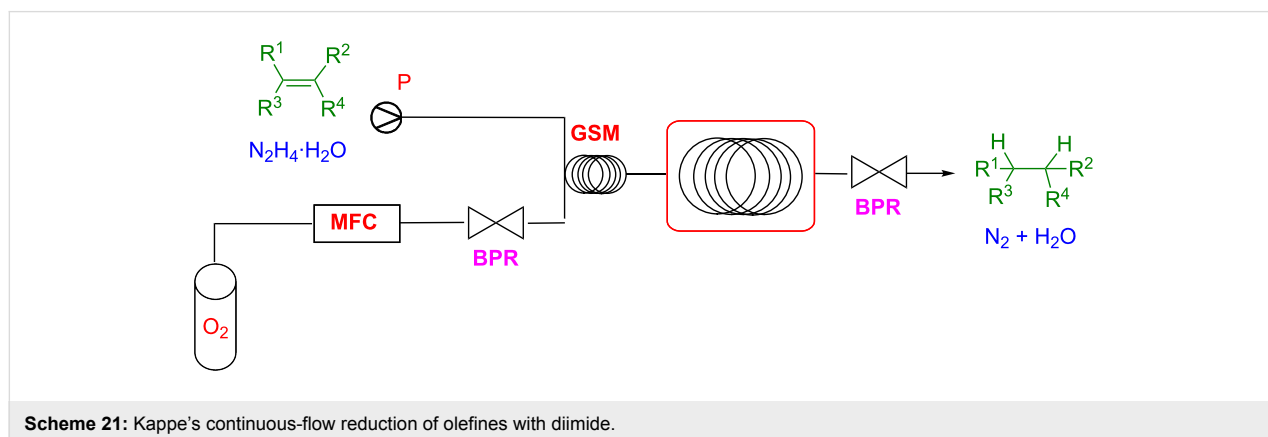 R¹ R²
R³ R⁴
N₂H₄·H₂O
P
GSM
MFC
BPR
O₂
BPR
H H
R¹ R²
R³ R⁴
N₂ + H₂O
Scheme 21: Kappe's continuous-flow reduction of olefines with diimide.